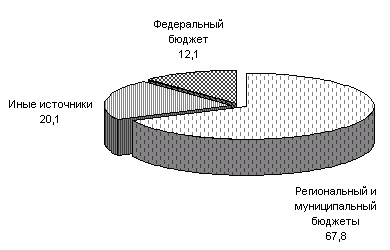 Федеральный
бюджет
12,1
Иные источники
20,1
Региональный и
муниципальный
бюджеты
67,8